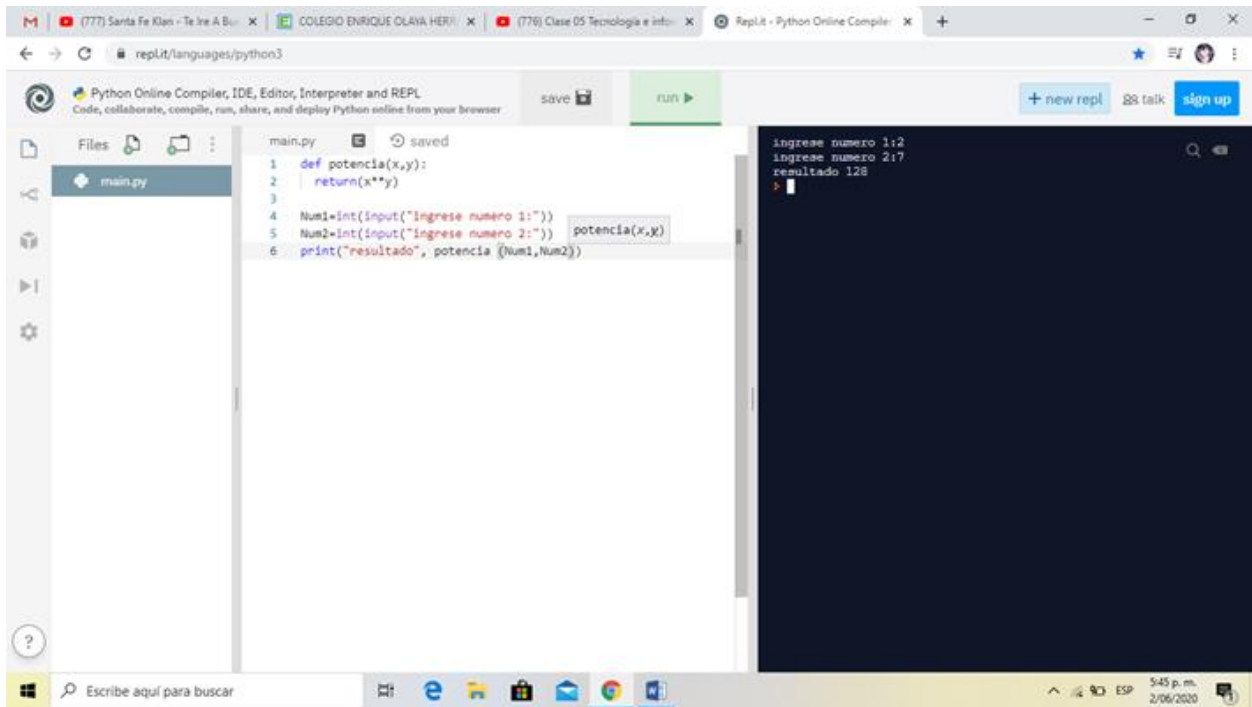 (777) Santa Fe Klan - Te Ire A Bu
COLEGIO ENRIQUE OLAYA HERR
(776) Clase 05 Tecnologia e infor
Repl.it - Python Online Compiler
repl.it/languages/python3
Python Online Compiler, IDE, Editor, Interpreter and REPL
Code, collaborate, compile, run, share, and deploy Python online from your browser
save
run
+ new repl
talk
sign up
Files
main.py
main.py
saved
1 def potencia(x,y):
2 return(x**y)
3
4 Num1=int(input("ingrese numero 1:"))
5 Num2=int(input("ingrese numero 2:"))
potencia(x,y)
6 print("resultado", potencia (Num1,Num2))
ingrese numero 1:2
ingrese numero 2:7
resultado 128
?
Escribe aquí para buscar
ESP
5:45 p. m.
2/06/2020